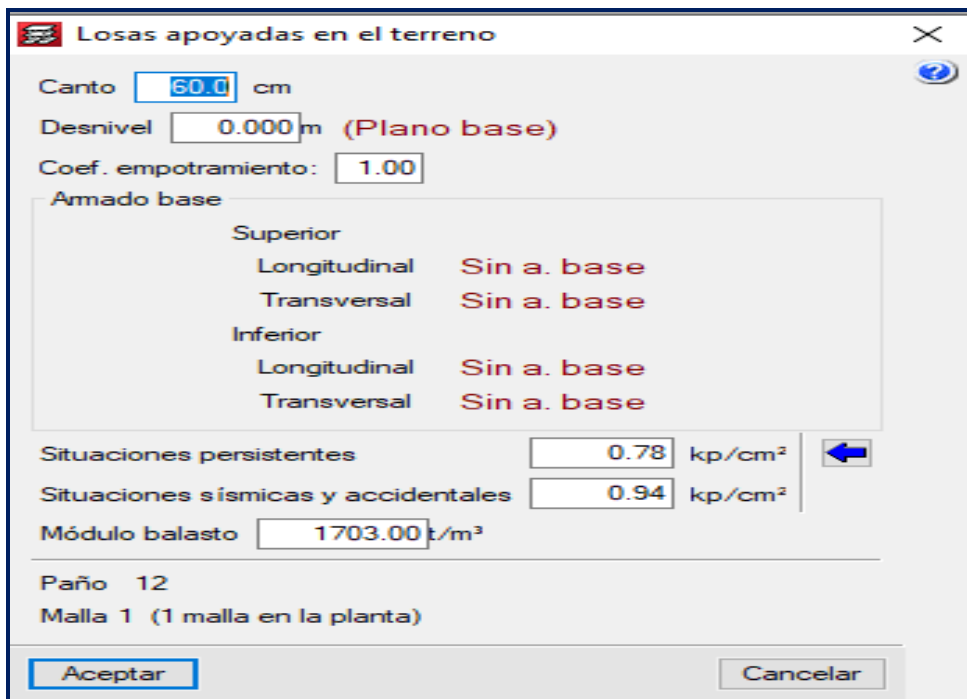 Losas apoyadas en el terreno
Canto 60.0 cm
Desnivel 0.000 m (Plano base)
Coef. empotramiento: 1.00
Armado base
Superior
Longitudinal Sin a. base
Transversal Sin a. base
Inferior
Longitudinal Sin a. base
Transversal Sin a. base
Situaciones persistentes 0.78 kp/cm²
Situaciones sísmicas y accidentales 0.94 kp/cm²
Módulo balasto 1703.00 t/m³
Paño 12
Malla 1 (1 malla en la planta)
Aceptar Cancelar